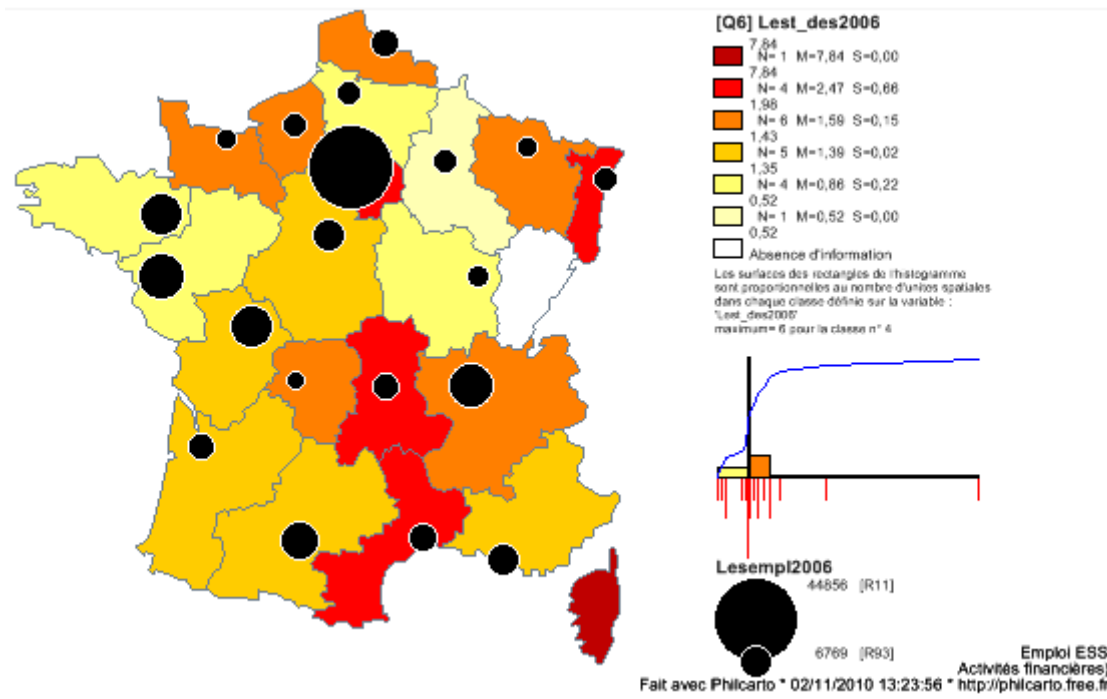 [Q6] Lest_des2006
7,84
N= 1 M=7,84 S=0,00
7,84
N= 4 M=2,47 S=0,66
1,98
N= 6 M=1,59 S=0,15
1,43
N= 5 M=1,39 S=0,02
1,35
N= 4 M=0,86 S=0,22
0,52
N= 1 M=0,52 S=0,00
0,52
Absence d'information
Les surfaces des rectangles de l'histogramme
sont proportionnelles au nombre d'unites spatiales
dans chaque classe définie sur la variable :
'Lest_des2006'
maximum= 6 pour la classe n° 4
Lesempl2006
44856 [R11]
6769 [R93]
Emploi ESS
Activités financières)
Fait avec Philcarto * 02/11/2010 13:23:56 * http://philcarto.free.fr